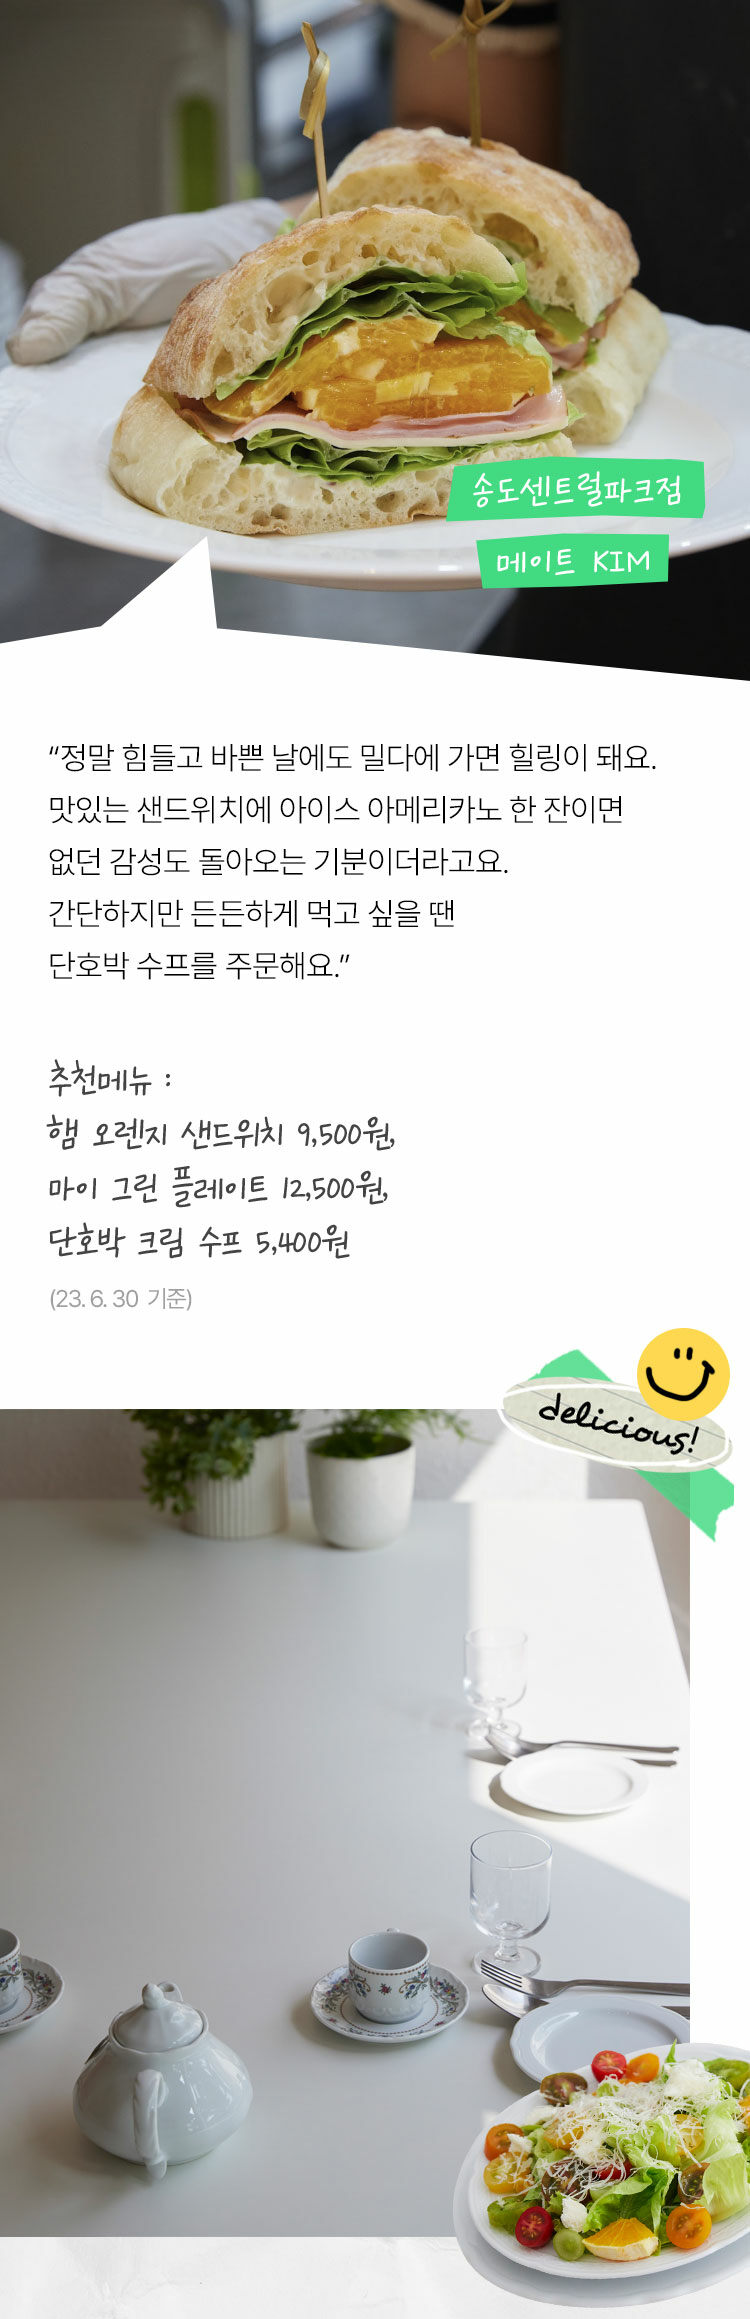 송도센트럴파크점
메이트 KIM
“정말 힘들고 바쁜 날에도 밀다에 가면 힐링이 돼요.
맛있는 샌드위치에 아이스 아메리카노 한 잔이면
없던 감성도 돌아오는 기분이더라고요.
간단하지만 든든하게 먹고 싶을 땐
단호박 수프를 주문해요.”
추천메뉴 :
햄 오렌지 샌드위치 9,500원,
마이 그린 플레이트 12,500원,
단호박 크림 수프 5,400원
(23. 6. 30 기준)
delicious!